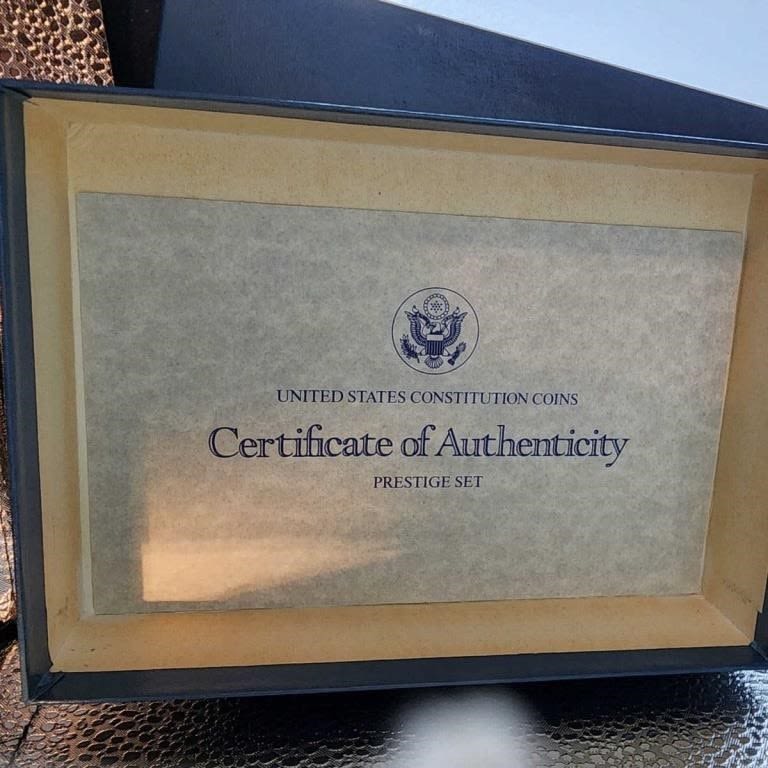 UNITED STATES CONSTITUTION COINS
Certificate of Authenticity
PRESTIGE SET